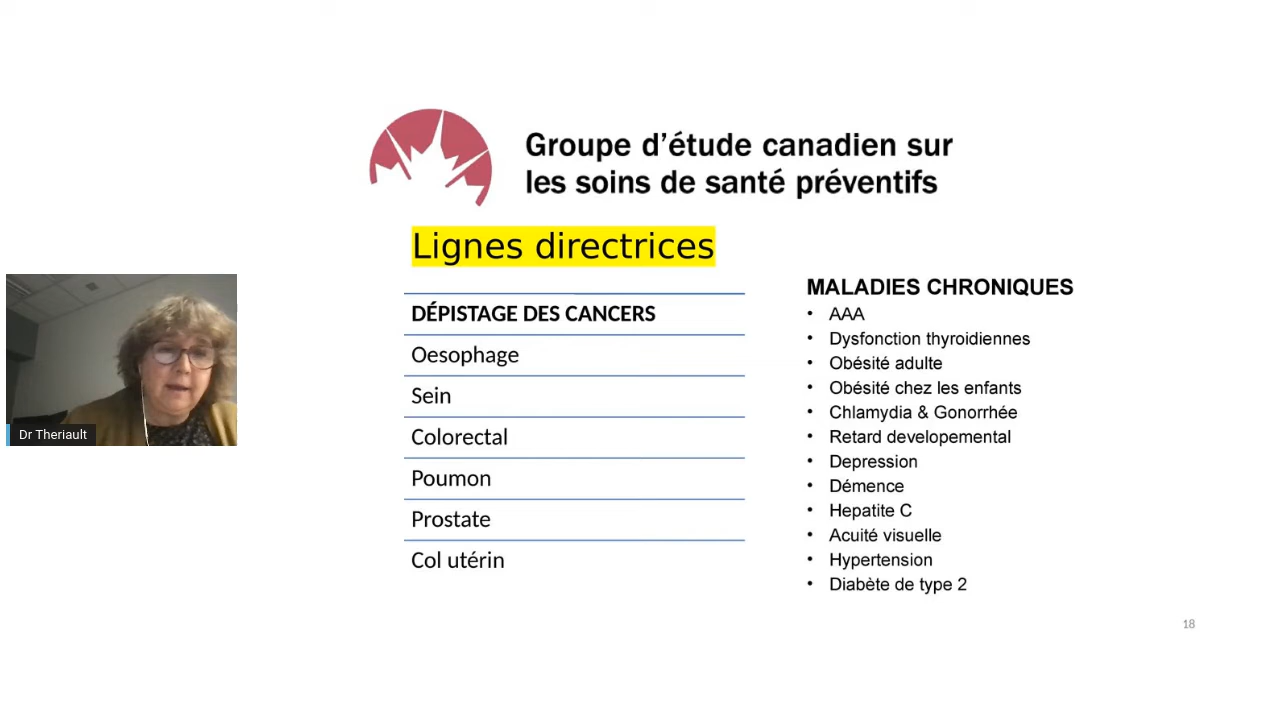 Groupe d'étude canadien sur
les soins de santé préventifs
Lignes directrices
DÉPISTAGE DES CANCERS
Oesophage
Sein
Colorectal
Poumon
Prostate
Col utérin
MALADIES CHRONIQUES
• AAA
• Dysfonction thyroidiennes
• Obésité adulte
• Obésité chez les enfants
• Chlamydia & Gonorrhée
• Retard developemental
• Depression
• Démence
• Hepatite C
• Acuité visuelle
• Hypertension
• Diabète de type 2
Dr Theriault
18